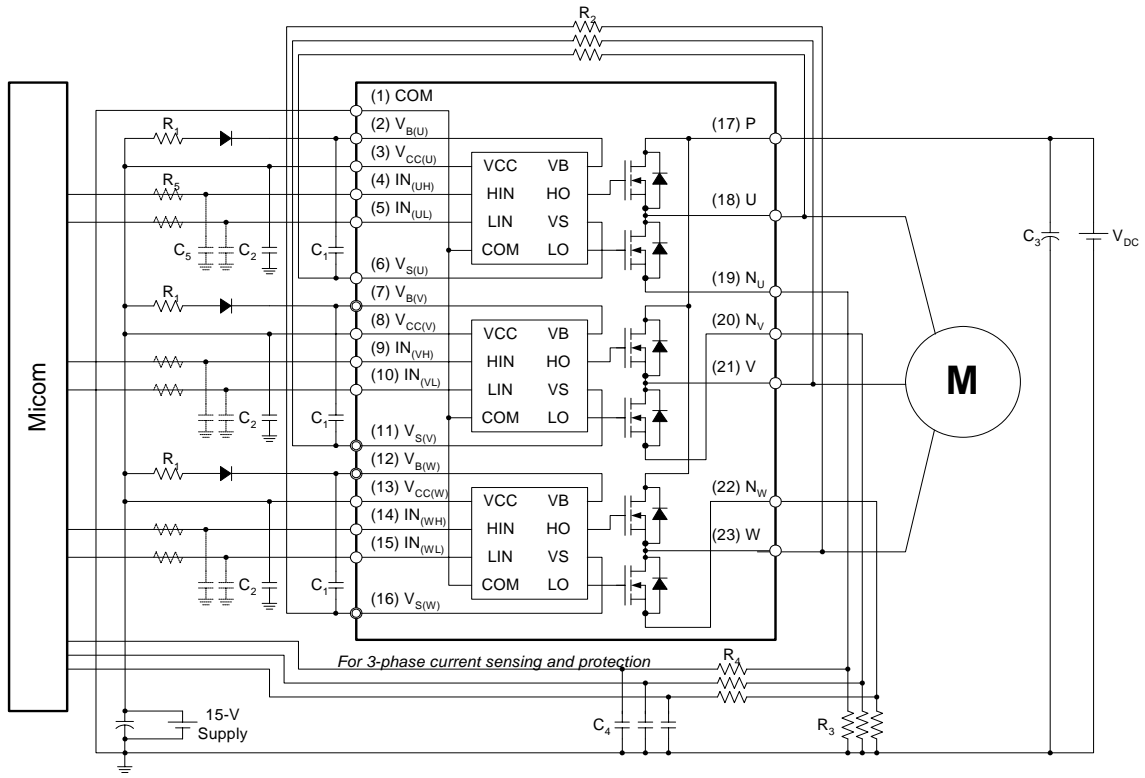 R2
Micom
(1) COM
R1
(2) VB(U)
(3) VCC(U)
R5
(4) IN(UH)
(5) IN(UL)
C5
C2
C1
(6) VS(U)
VCC
VB
HIN
HO
LIN
VS
COM
LO
(17) P
(18) U
(19) NU
C3
VDC
R1
(7) VB(V)
(8) VCC(V)
(9) IN(VH)
(10) IN(VL)
C2
C1
(11) VS(V)
VCC
VB
HIN
HO
LIN
VS
COM
LO
(20) NV
(21) V
M
R1
(12) VB(W)
(13) VCC(W)
(14) IN(WH)
(15) IN(WL)
C2
C1
(16) VS(W)
VCC
VB
HIN
HO
LIN
VS
COM
LO
(22) NW
(23) W
For 3-phase current sensing and protection
R4
15-V
Supply
C4
R3